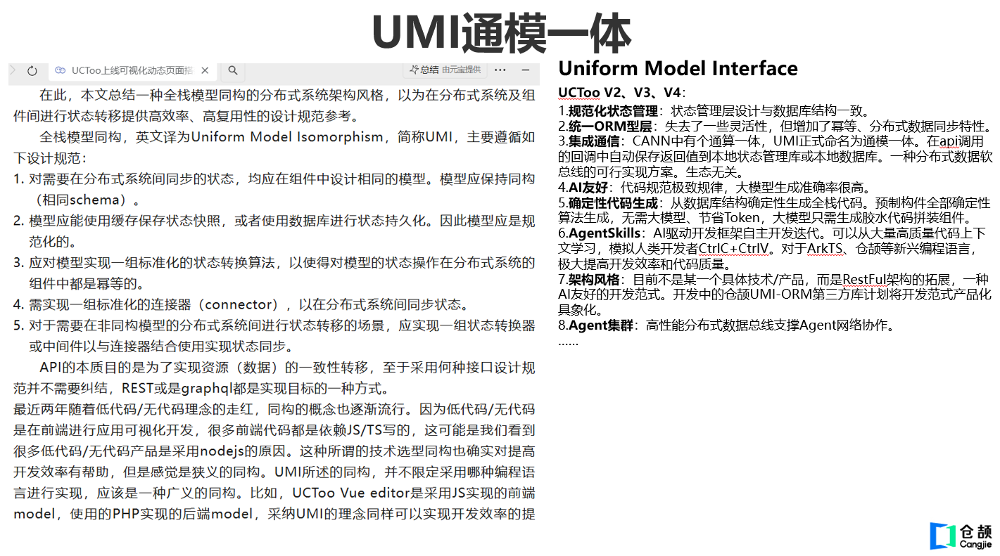 UMI通模一体
UCToo上线可视化动态页面搭
总结 由元宝提供
在此，本文总结一种全栈模型同构的分布式系统架构风格，以为在分布式系统及组
件间进行状态转移提供高效率、高复用性的设计规范参考。
全栈模型同构，英文译为Uniform Model Isomorphism，简称UMI，主要遵循如
下设计规范：
1. 对需要在分布式系统间同步的状态，均应在组件中设计相同的模型。模型应保持同构
（相同schema）。
2. 模型应能使用缓存保存状态快照，或者使用数据库进行状态持久化。因此模型应是规
范化的。
3. 应对模型实现一组标准化的状态转换算法，以使得对模型的状态操作在分布式系统的
组件中都是幂等的。
4. 需实现一组标准化的连接器（connector），以在分布式系统间同步状态。
5. 对于需要在非同构模型的分布式系统间进行状态转移的场景，应实现一组状态转换器
或中间件以与连接器结合使用实现状态同步。
API的本质目的是为了实现资源（数据）的一致性转移，至于采用何种接口设计规
范并不需要纠结，REST或是graphql都是实现目标的一种方式。
最近两年随着低代码/无代码理念的走红，同构的概念也逐渐流行。因为低代码/无代码
是在前端进行应用可视化开发，很多前端代码都是依赖JS/TS写的，这可能是我们看到
很多低代码/无代码产品是采用nodejs的原因。这种所谓的技术选型同构也确实对提高
开发效率有帮助，但是感觉是狭义的同构。UMI所述的同构，并不限定采用哪种编程语
言进行实现，应该是一种广义的同构。比如，UCToo Vue editor是采用JS实现的前端
model，使用的PHP实现的后端model，采纳UMI的理念同样可以实现开发效率的提
Uniform Model Interface
UCToo V2、V3、V4：
1.规范化状态管理：状态管理层设计与数据库结构一致。
2.统一ORM型层：失去了一些灵活性，但增加了幂等、分布式数据同步特性。
3.集成通信：CANN中有个通算一体，UMI正式命名为通模一体。在api调用
的回调中自动保存返回值到本地状态管理库或本地数据库。一种分布式数据软
总线的可行实现方案。生态无关。
4.AI友好：代码规范极致规律，大模型生成准确率很高。
5.确定性代码生成：从数据库结构确定性生成全栈代码。预制构件全部确定性
算法生成，无需大模型、节省Token，大模型只需生成胶水代码拼装组件。
6.AgentSkills：AI驱动开发框架自主开发迭代。可以从大量高质量代码上下
文学习，模拟人类开发者CtrlC+CtrlV。对于ArkTS、仓颉等新兴编程语言，
极大提高开发效率和代码质量。
7.架构风格：目前不是某一个具体技术/产品，而是RestFul架构的拓展，一种
AI友好的开发范式。开发中的仓颉UMI-ORM第三方库计划将开发范式产品化
具象化。
8.Agent集群：高性能分布式数据总线支撑Agent网络协作。
……
仓颉
Cangjie